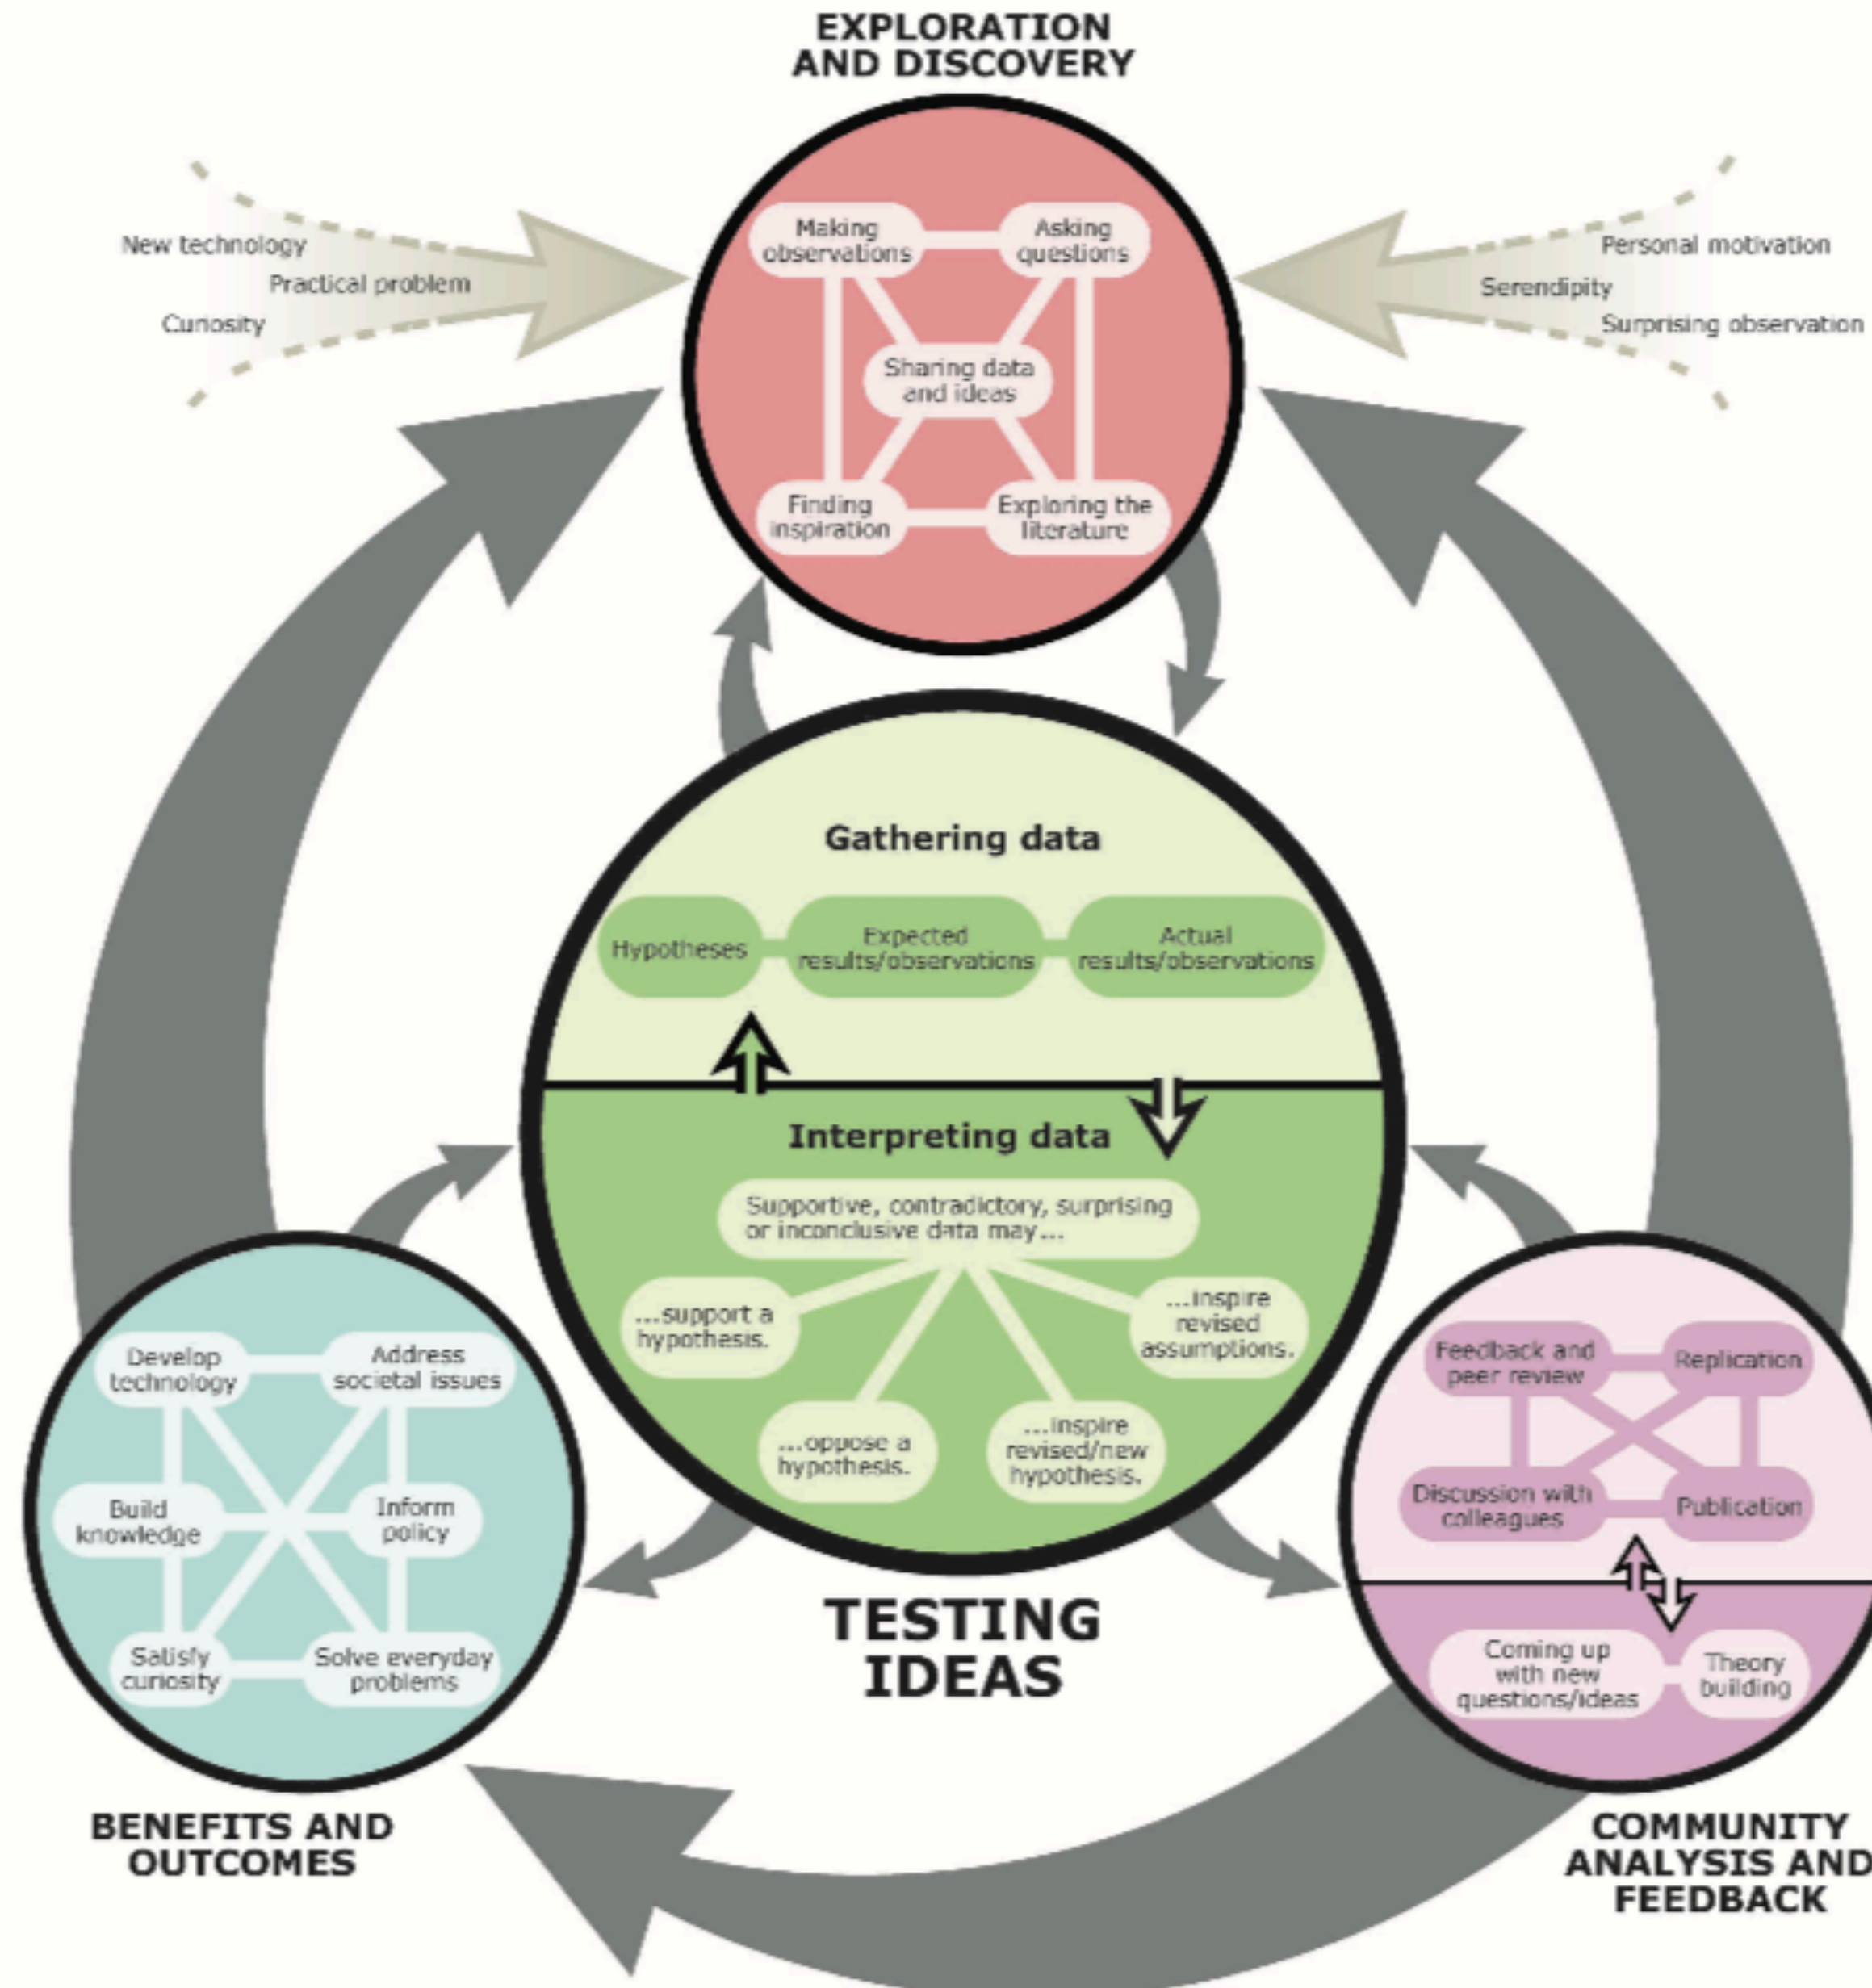 EXPLORATION
AND DISCOVERY
New technology
Practical problem
Curiosity
Personal motivation
Serendipity
Surprising observation
Making
observations
Asking
questions
Sharing data
and ideas
Finding
inspiration
Exploring the
literature
Gathering data
Hypotheses
Expected
results/observations
Actual
results/observations
Interpreting data
Supportive, contradictory, surprising
or inconclusive data may...
...support a
hypothesis.
...oppose a
hypothesis.
...inspire
revised/new
hypothesis.
...inspire
revised
assumptions.
TESTING
IDEAS
Develop
technology
Address
societal issues
Build
knowledge
Inform
policy
Satisfy
curiosity
Solve everyday
problems
BENEFITS AND
OUTCOMES
Feedback and
peer review
Replication
Discussion with
colleagues
Publication
Coming up
with new
questions/ideas
Theory
building
COMMUNITY
ANALYSIS AND
FEEDBACK